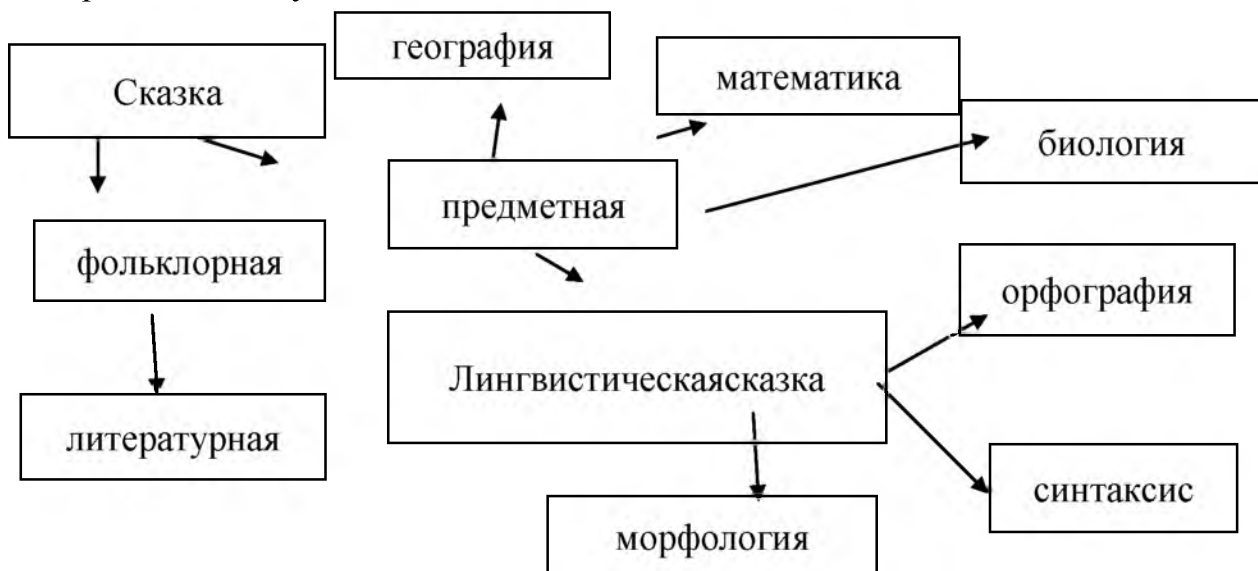 география
Сказка
математика
биология
предметная
фольклорная
орфография
Лингвистическаясказка
литературная
синтаксис
морфология